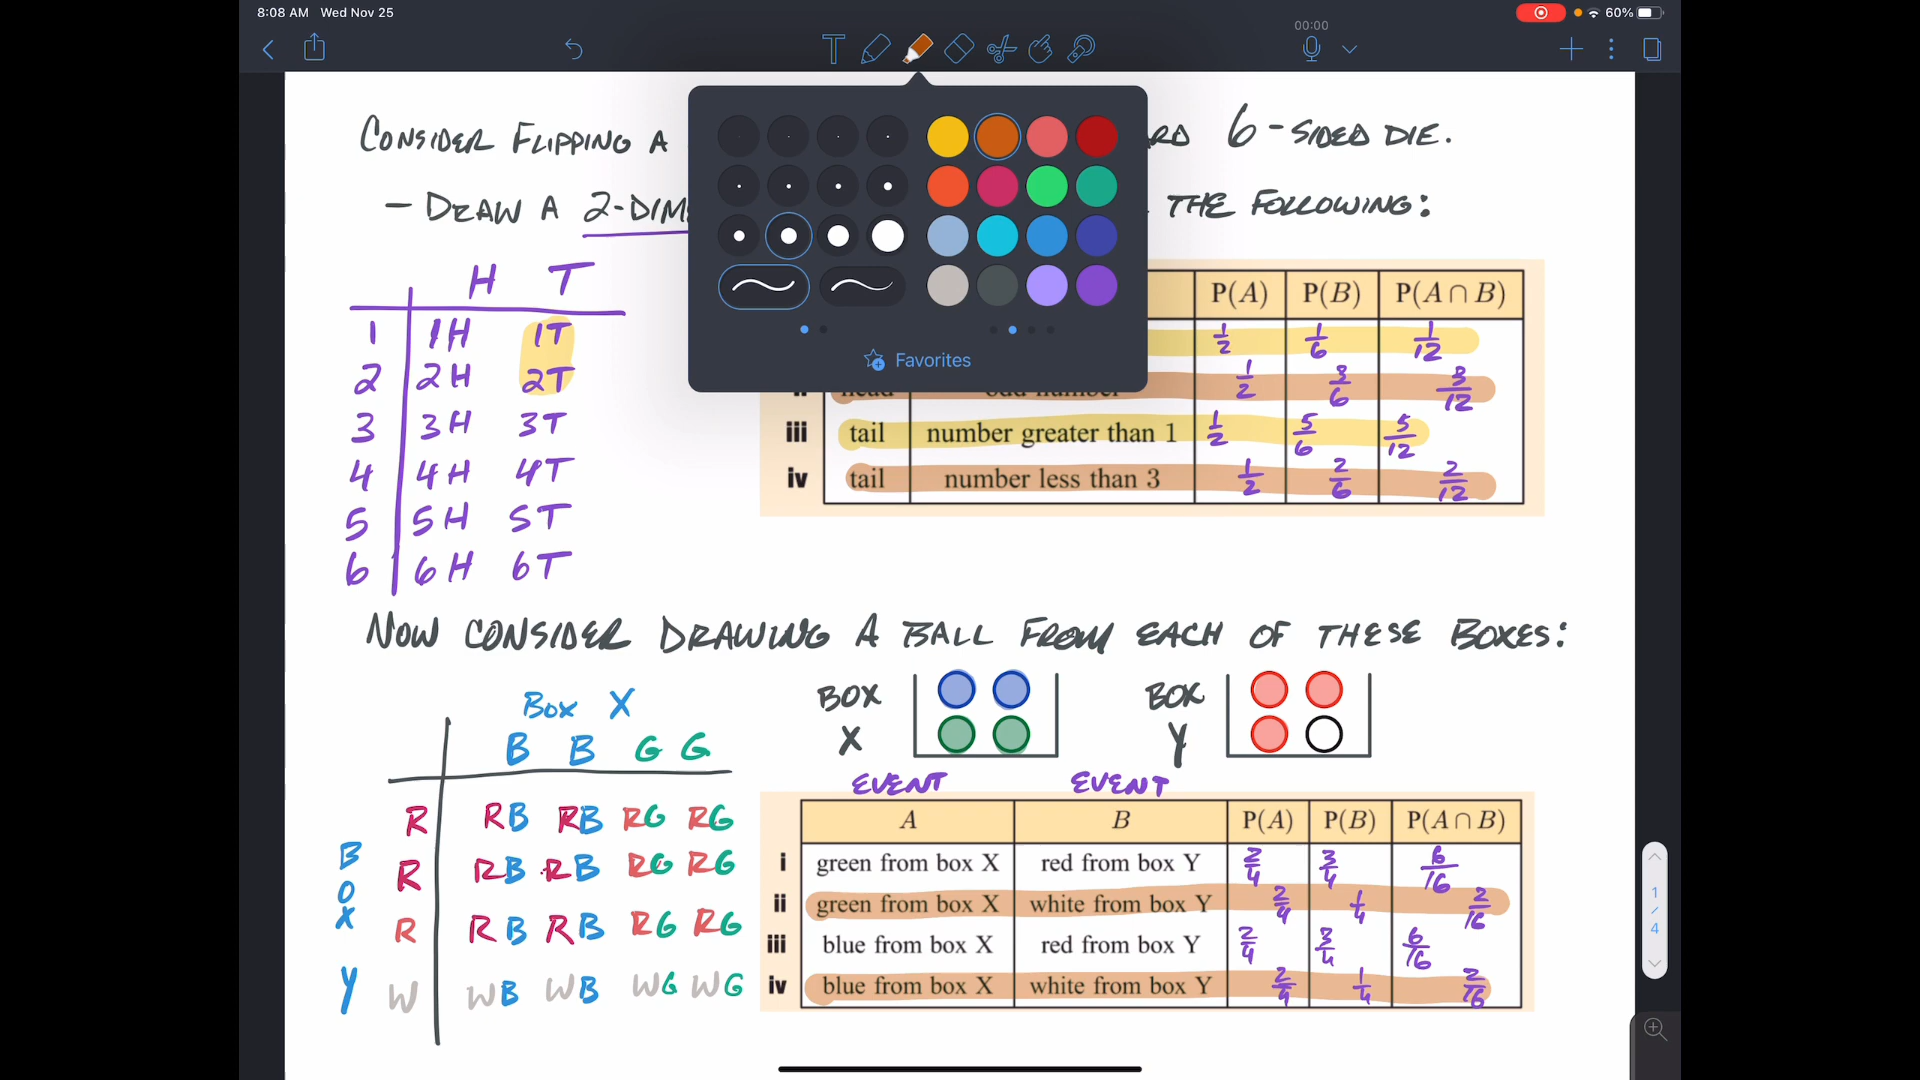 8:08 AM Wed Nov 25
60%
00:00
CONSIDER FLIPPING A
6-SIDED DIE.
- DRAW A 2-DIM
THE FOLLOWING:
Favorites
H T
1 1H 1T
2 2H 2T
3 3H 3T
4 4H 4T
5 5H 5T
6 6H 6T
P(A) P(B) P(A ∩ B)
1/2 1/6 1/12
ii head odd number 1/2 3/6 3/12
iii tail number greater than 1 1/2 5/6 5/12
iv tail number less than 3 1/2 2/6 2/12
NOW CONSIDER DRAWING A BALL FROM EACH OF THESE BOXES:
BOX X
BOX Y
Box X
B B G G
BOX Y
R RB RB RG RG
R RB RB RG RG
R RB RB RG RG
W WB WB WG WG
EVENT EVENT
A B P(A) P(B) P(A ∩ B)
i green from box X red from box Y 2/4 3/4 6/16
ii green from box X white from box Y 2/4 1/4 2/16
iii blue from box X red from box Y 2/4 3/4 6/16
iv blue from box X white from box Y 2/4 1/4 2/16
1/4